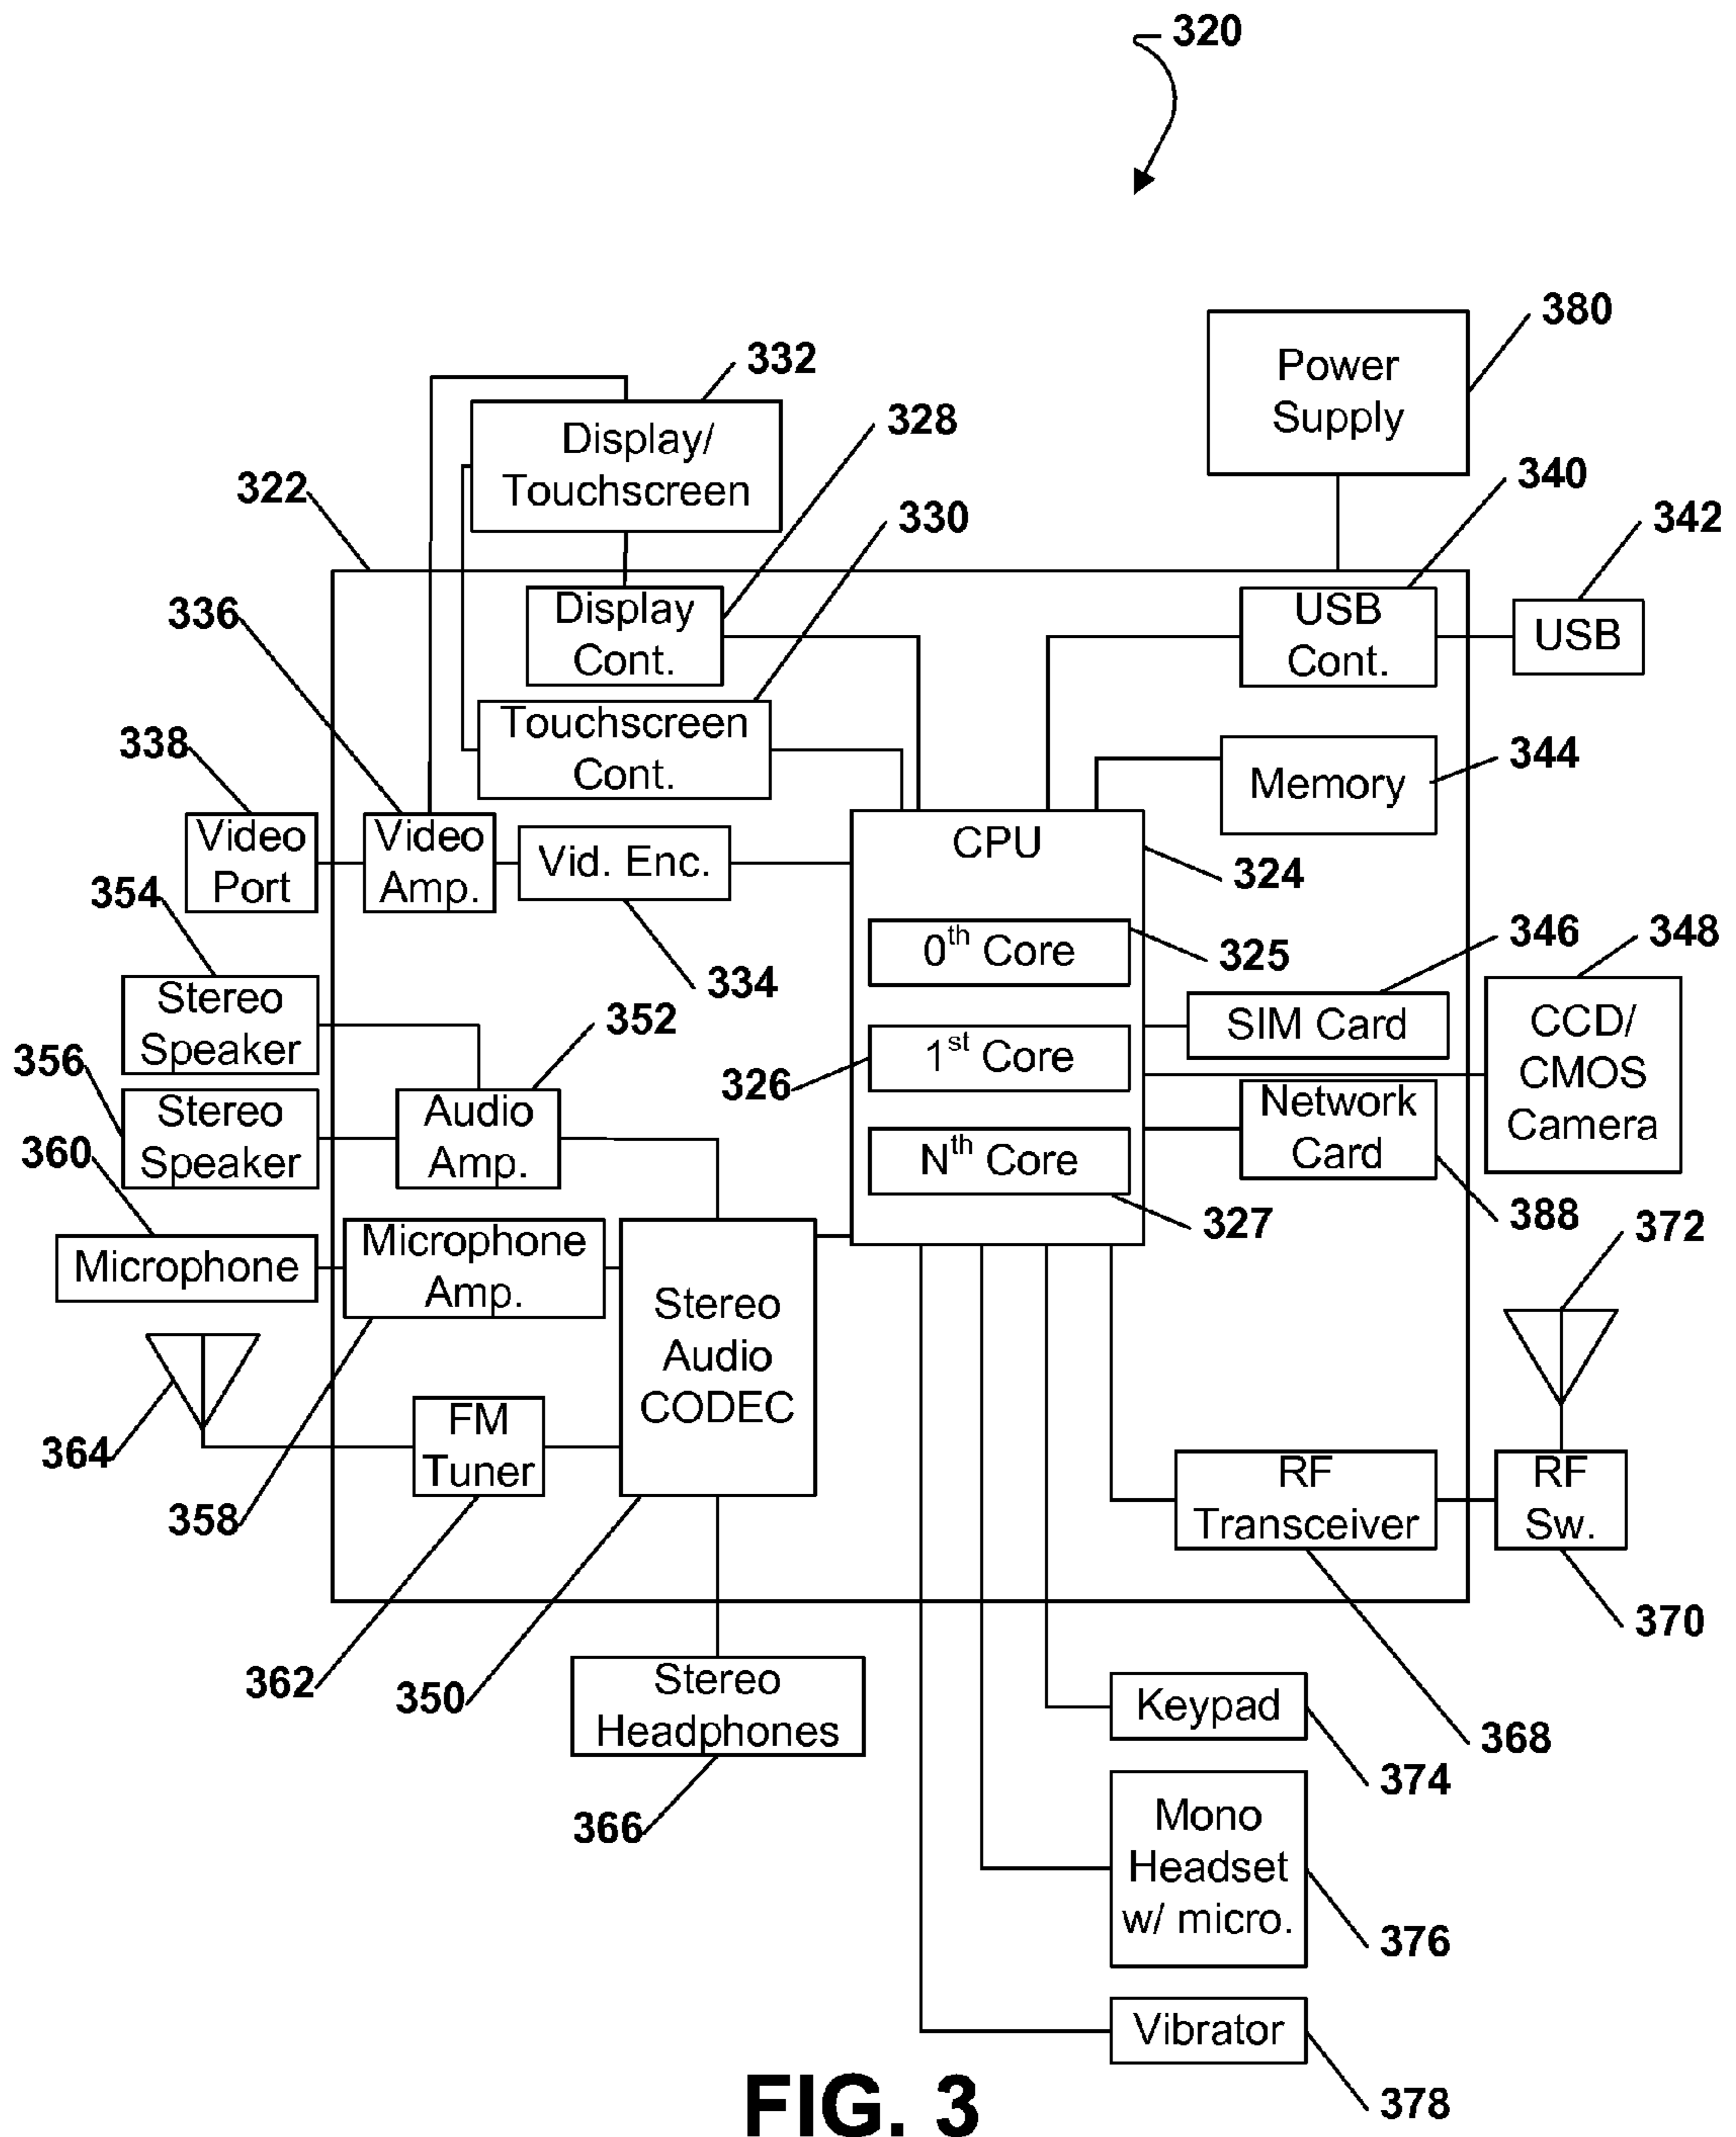 320
380
Power
Supply
332
Display/
Touchscreen
328
322
340
330
342
Display
Cont.
USB
Cont.
USB
336
Touchscreen
Cont.
338
344
Memory
Video
Port
Video
Amp.
Vid. Enc.
CPU
324
354
0th Core
325
346
348
334
Stereo
Speaker
352
SIM Card
CCD/
CMOS
Camera
356
1st Core
326
Stereo
Speaker
Audio
Amp.
Network
Card
360
Nth Core
388
327
372
Microphone
Microphone
Amp.
Stereo
Audio
CODEC
364
FM
Tuner
358
RF
Transceiver
RF
Sw.
370
362
350
Stereo
Headphones
Keypad
368
374
366
Mono
Headset
w/ micro.
376
Vibrator
378
FIG. 3